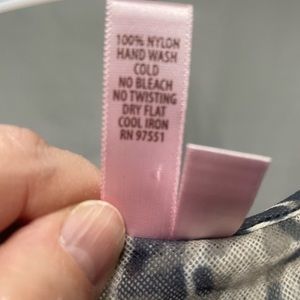 100% NYLON
HAND WASH
COLD
NO BLEACH
NO TWISTING
DRY FLAT
COOL IRON
RN 97551